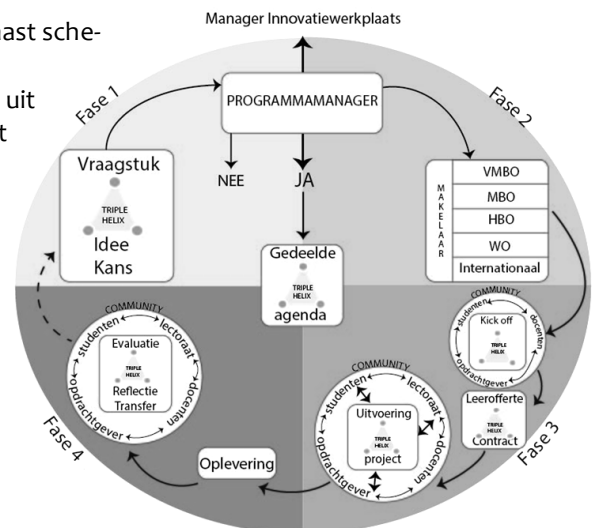 ast sche-
uit
t
Manager Innovatiewerkplaats
Fase 1
Fase 2
PROGRAMMAMANAGER
NEE
JA
Vraagstuk
TRIPLE
HELIX
Idee
Kans
MAKELAAR
VMBO
MBO
HBO
WO
Internationaal
Gedeelde
TRIPLE
HELIX
agenda
COMMUNITY
studenten
docenten
opdrachtgever
Kick off
TRIPLE
HELIX
Leerofferte
TRIPLE
HELIX
Contract
Fase 3
COMMUNITY
studenten
lectoraat
docenten
opdrachtgever
Uitvoering
TRIPLE
HELIX
project
Oplevering
COMMUNITY
studenten
lectoraat
docenten
opdrachtgever
Evaluatie
TRIPLE
HELIX
Reflectie
Transfer
Fase 4